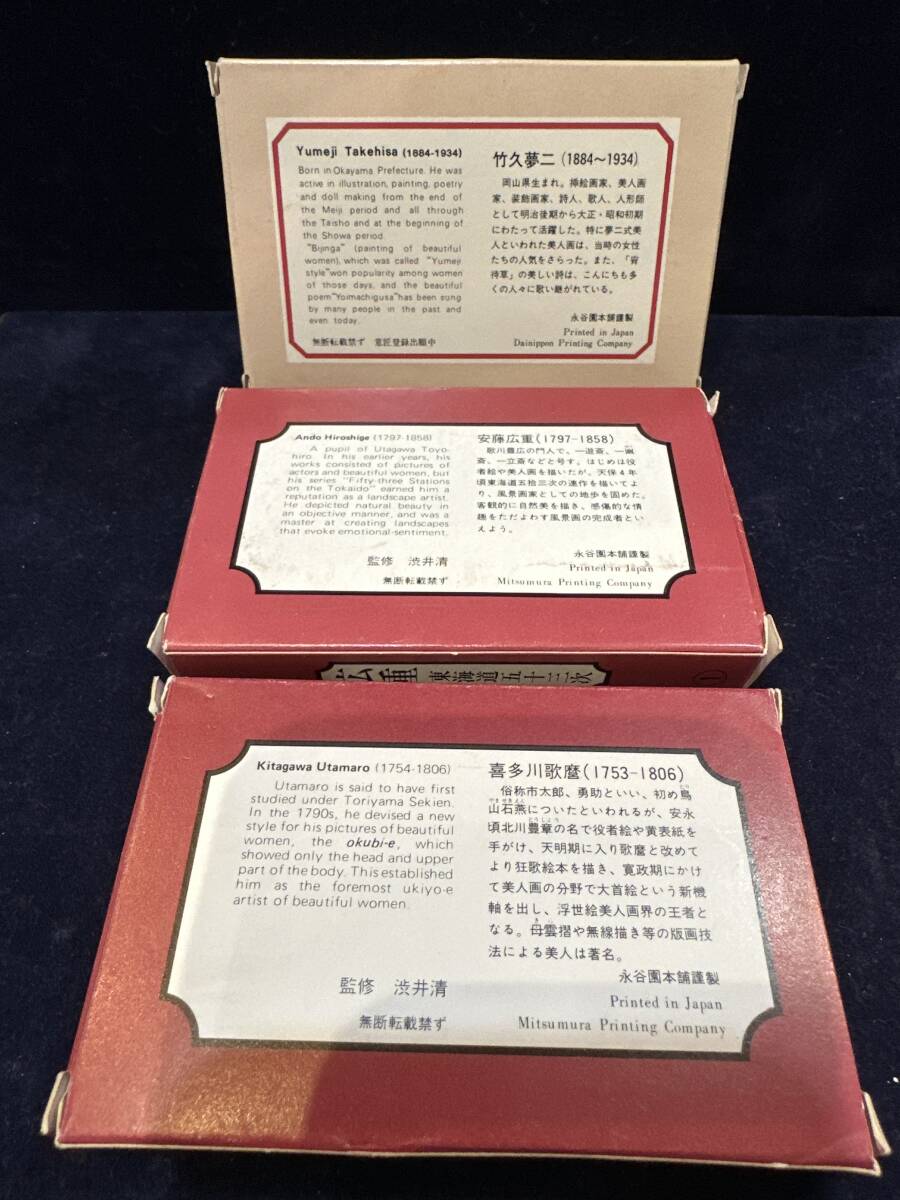 Yumeji Takehisa (1884-1934)
Born in Okayama Prefecture. He was
active in illustration, painting, poetry
and doll making from the end of
the Meiji period and all through
the Taisho and at the beginning of
the Showa period.
"Bijinga" (painting of beautiful
women), which was called "Yumeji
style" won popularity among women
of those days, and the beautiful
poem "Yoimachigusa" has been sung
by many people in the past and
even today.
無断転載禁ず 意匠登録出願中
竹久夢二(1884～1934)
岡山県生まれ。挿絵画家、美人画
家、装飾画家、詩人、歌人、人形師
として明治後期から大正・昭和初期
にわたって活躍した。特に夢二式美
人といわれた美人画は、当時の女性
たちの人気をさらった。また、「宵
待草」の美しい詩は、こんにちも多
くの人々に歌い継がれている。
永谷園本舗謹製
Printed in Japan
Dainippon Printing Company
Ando Hiroshige (1797-1858)
A pupil of Utagawa Toyo-
hiro. In his earlier years, his
works consisted of pictures of
actors and beautiful women, but
his series "Fifty-three Stations
on the Tokaido" earned him a
reputation as a landscape artist.
He depicted natural beauty in
an objective manner, and was a
master at creating landscapes
that evoke emotional-sentiment.
監修 渋井清
無断転載禁ず
安藤広重(1797-1858)
歌川豊広の門人で、一遊斎、一幽
斎、一立斎などと号す。はじめは役
者絵や美人画を描いたが、天保4年
頃東海道五拾三次の連作を描いてよ
り、風景画家としての地歩を固めた。
客観的に自然美を描き、感傷的な情
趣をただよわす風景画の完成者とい
えよう。
永谷園本舗謹製
Printed in Japan
Mitsumura Printing Company
広重 東海道五十三次 ①
Kitagawa Utamaro (1754-1806)
Utamaro is said to have first
studied under Toriyama Sekien.
In the 1790s, he devised a new
style for his pictures of beautiful
women, the okubi-e, which
showed only the head and upper
part of the body. This established
him as the foremost ukiyo-e
artist of beautiful women.
監修 渋井清
無断転載禁ず
喜多川歌麿(1753-1806)
俗称市太郎、勇助といい、初め鳥
山石燕についたといわれるが、安永
頃北川豊章の名で役者絵や黄表紙を
手がけ、天明期に入り歌麿と改めて
より狂歌絵本を描き、寛政期にかけ
て美人画の分野で大首絵という新機
軸を出し、浮世絵美人画界の王者と
なる。母雲摺や無線描き等の版画技
法による美人は著名。
永谷園本舗謹製
Printed in Japan
Mitsumura Printing Company